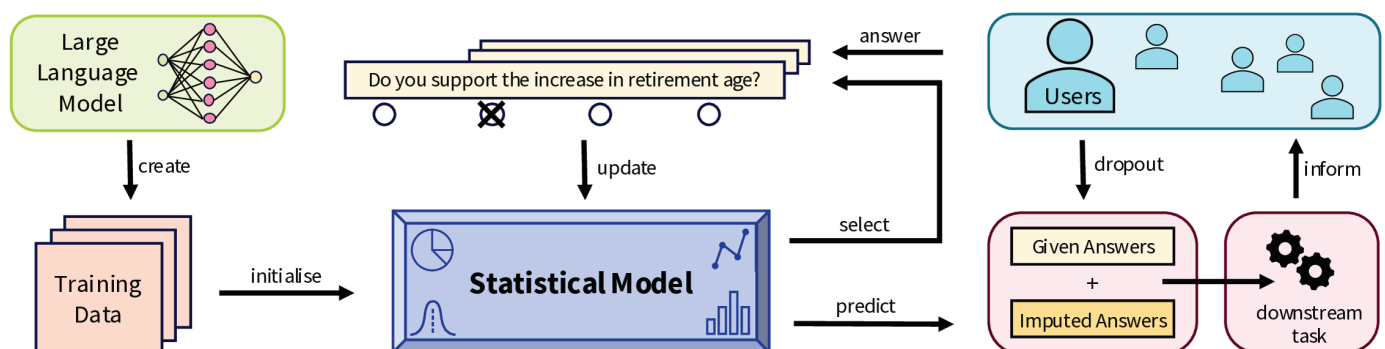 Large
Language
Model
create
Training
Data
initialise
Do you support the increase in retirement age?
update
Statistical Model
answer
select
predict
Users
dropout
inform
Given Answers
+
Imputed Answers
downstream
task